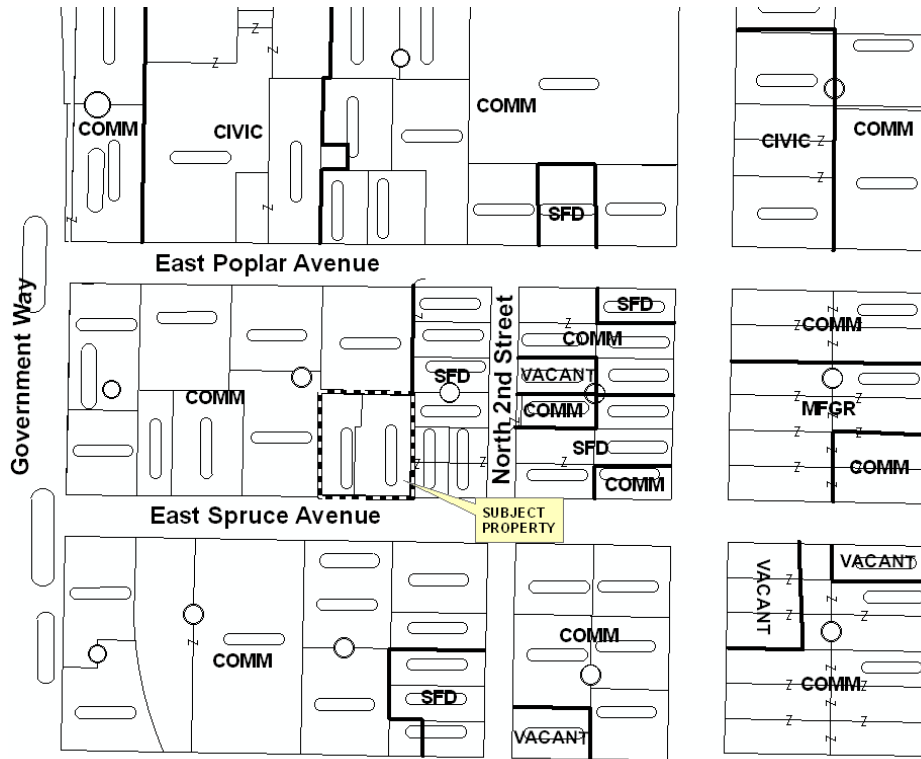 COMM
CIVIC
COMM
SFD
CIVIC
COMM
East Poplar Avenue
Government Way
North 2nd Street
COMM
SFD
SFD
COMM
VACANT
COMM
SFD
COMM
COMM
MFGR
COMM
SUBJECT
PROPERTY
East Spruce Avenue
COMM
SFD
COMM
VACANT
VACANT
VACANT
COMM